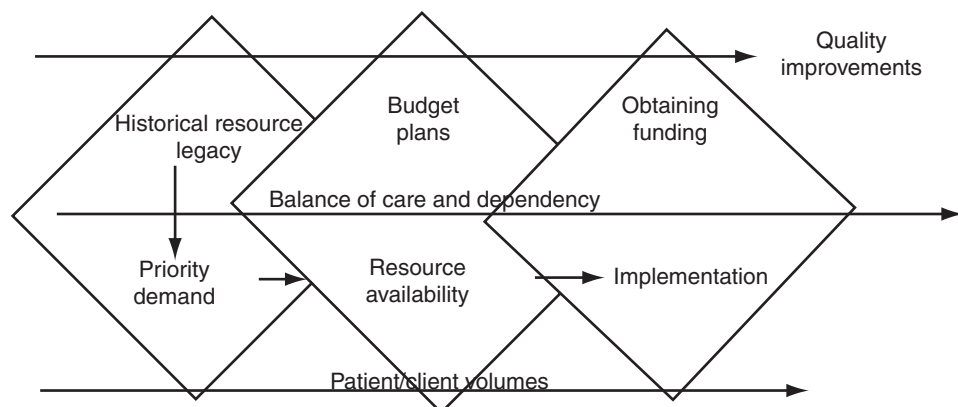 Quality
improvements
Historical resource
legacy
Budget
plans
Obtaining
funding
Balance of care and dependency
Priority
demand
Resource
availability
Implementation
Patient/client volumes